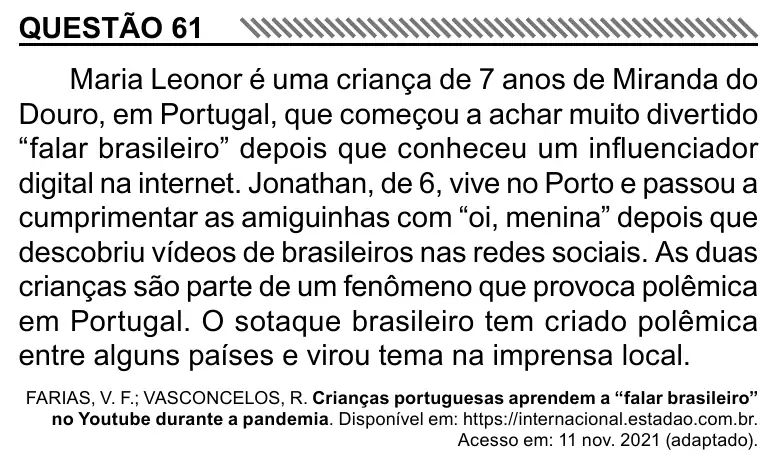 QUESTÃO 61
Maria Leonor é uma criança de 7 anos de Miranda do
Douro, em Portugal, que começou a achar muito divertido
“falar brasileiro” depois que conheceu um influenciador
digital na internet. Jonathan, de 6, vive no Porto e passou a
cumprimentar as amiguinhas com “oi, menina” depois que
descobriu vídeos de brasileiros nas redes sociais. As duas
crianças são parte de um fenômeno que provoca polêmica
em Portugal. O sotaque brasileiro tem criado polêmica
entre alguns países e virou tema na imprensa local.
FARIAS, V. F.; VASCONCELOS, R. Crianças portuguesas aprendem a “falar brasileiro”
no Youtube durante a pandemia. Disponível em: https://internacional.estadao.com.br.
Acesso em: 11 nov. 2021 (adaptado).